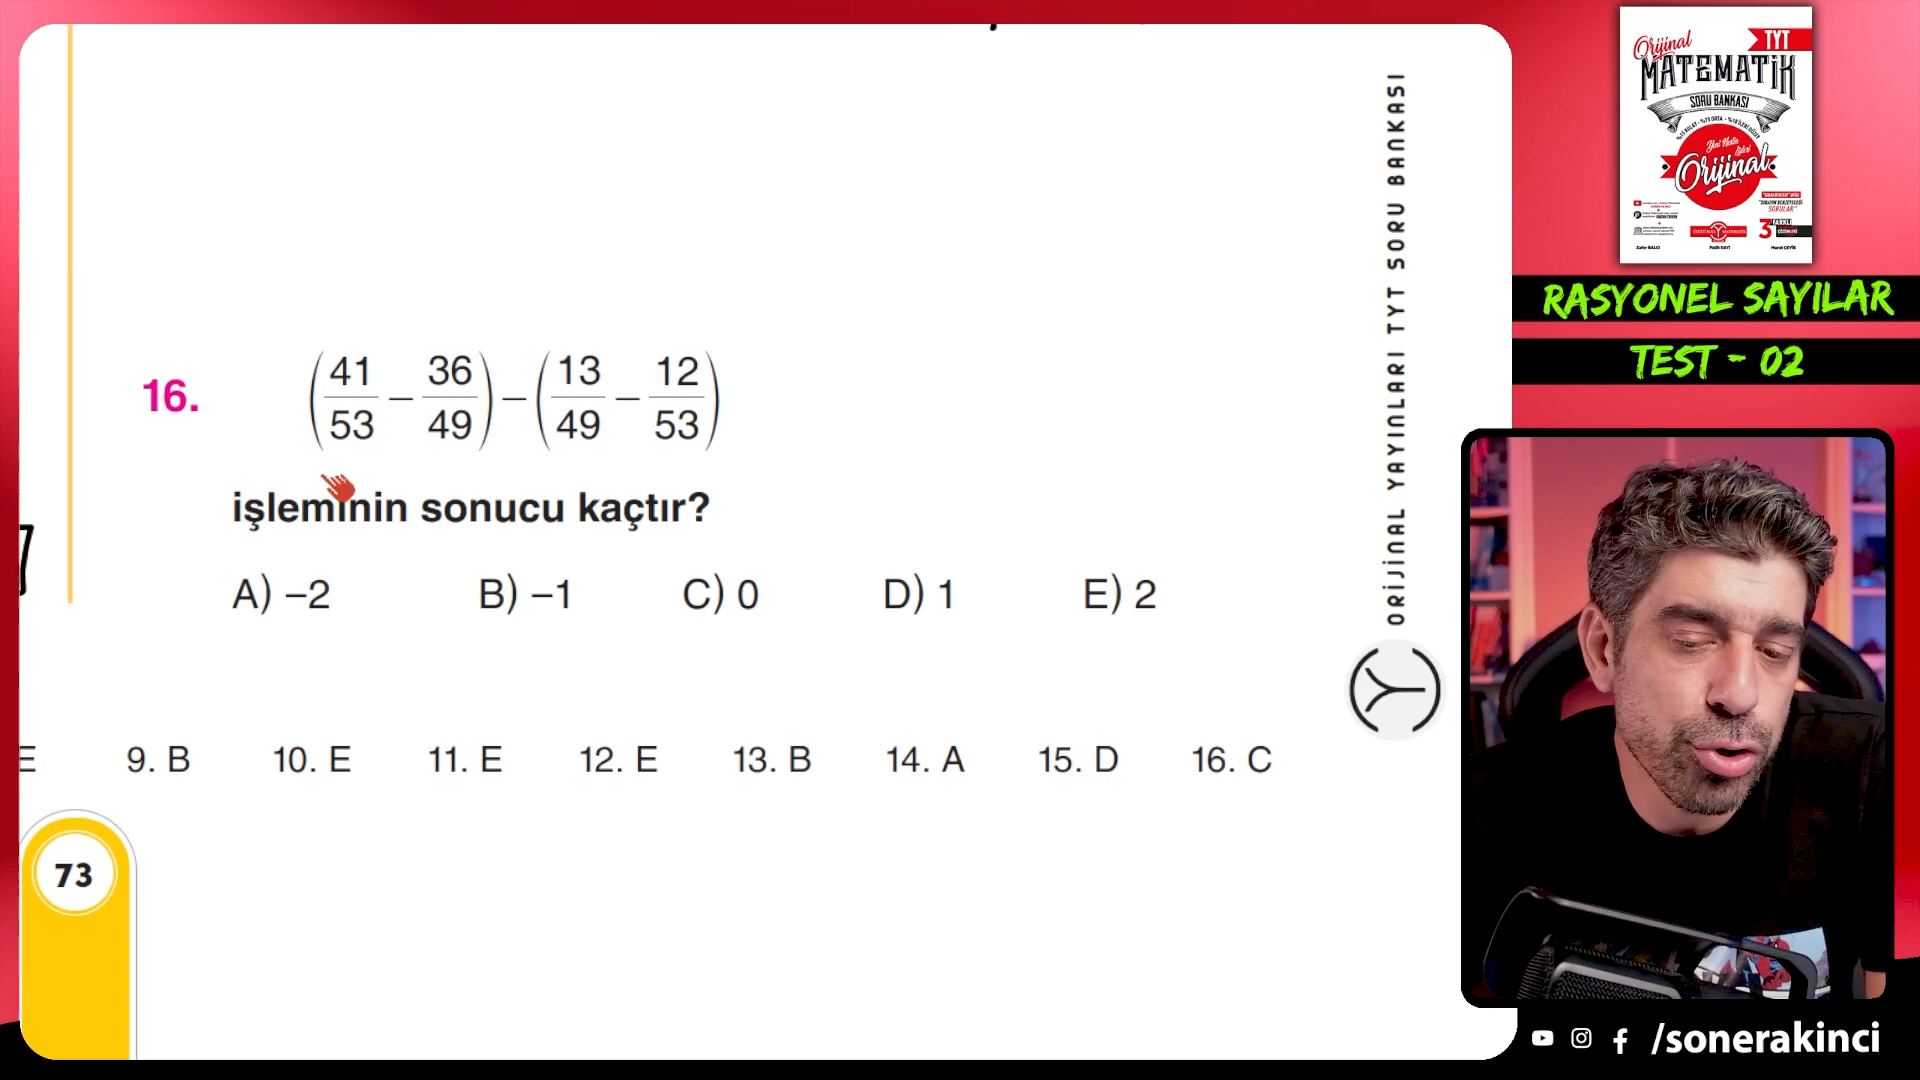 16. (41/53 − 36/49) − (13/49 − 12/53)
işleminin sonucu kaçtır?
A) −2 B) −1 C) 0 D) 1 E) 2
E 9. B 10. E 11. E 12. E 13. B 14. A 15. D 16. C
73
ORİJİNAL YAYINLARI TYT SORU BANKASI
Orijinal
TYT
MATEMATİK
SORU BANKASI
Orijinal
3
RASYONEL SAYILAR
TEST - 02
/sonerakinci